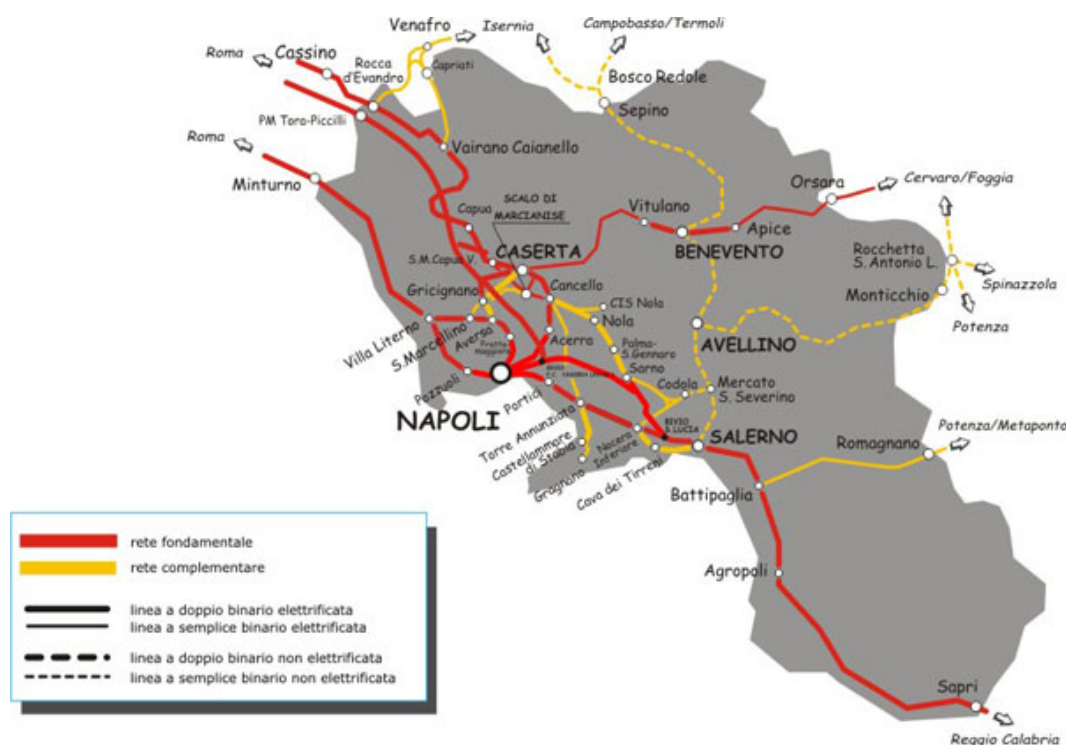 Venafro
Isernia
Campobasso/Termoli
Roma
Cassino
Rocca
d'Evandro
Capriati
Bosco Redole
Sepino
PM Tora-Piccilli
Roma
Vairano Caianello
Minturno
Orsara
Cervaro/Foggia
SCALO DI
MARCIANISE
Capua
Vitulano
Apice
CASERTA
BENEVENTO
S.M.Capua V.
Rocchetta
S. Antonio L.
Spinazzola
Gricignano
Cancello
CIS Nola
Monticchio
Potenza
Villa Literno
S.Marcellino
Aversa
Nola
Fratta
maggiore
Acerra
AVELLINO
Palma-
S.Gennaro
Sarno
BIVIO
Pozzuoli
NAPOLI
Portici
Codola
Mercato
S. Severino
Torre Annunziata
Castellammare
di Stabia
Gragnano
Nocera
Inferiore
BIVIO
S.LUCIA
Cava dei Tirreni
SALERNO
Romagnano
Potenza/Metaponto
Battipaglia
Agropoli
Sapri
Reggio Calabria
rete fondamentale
rete complementare
linea a doppio binario elettrificata
linea a semplice binario elettrificata
linea a doppio binario non elettrificata
linea a semplice binario non elettrificata